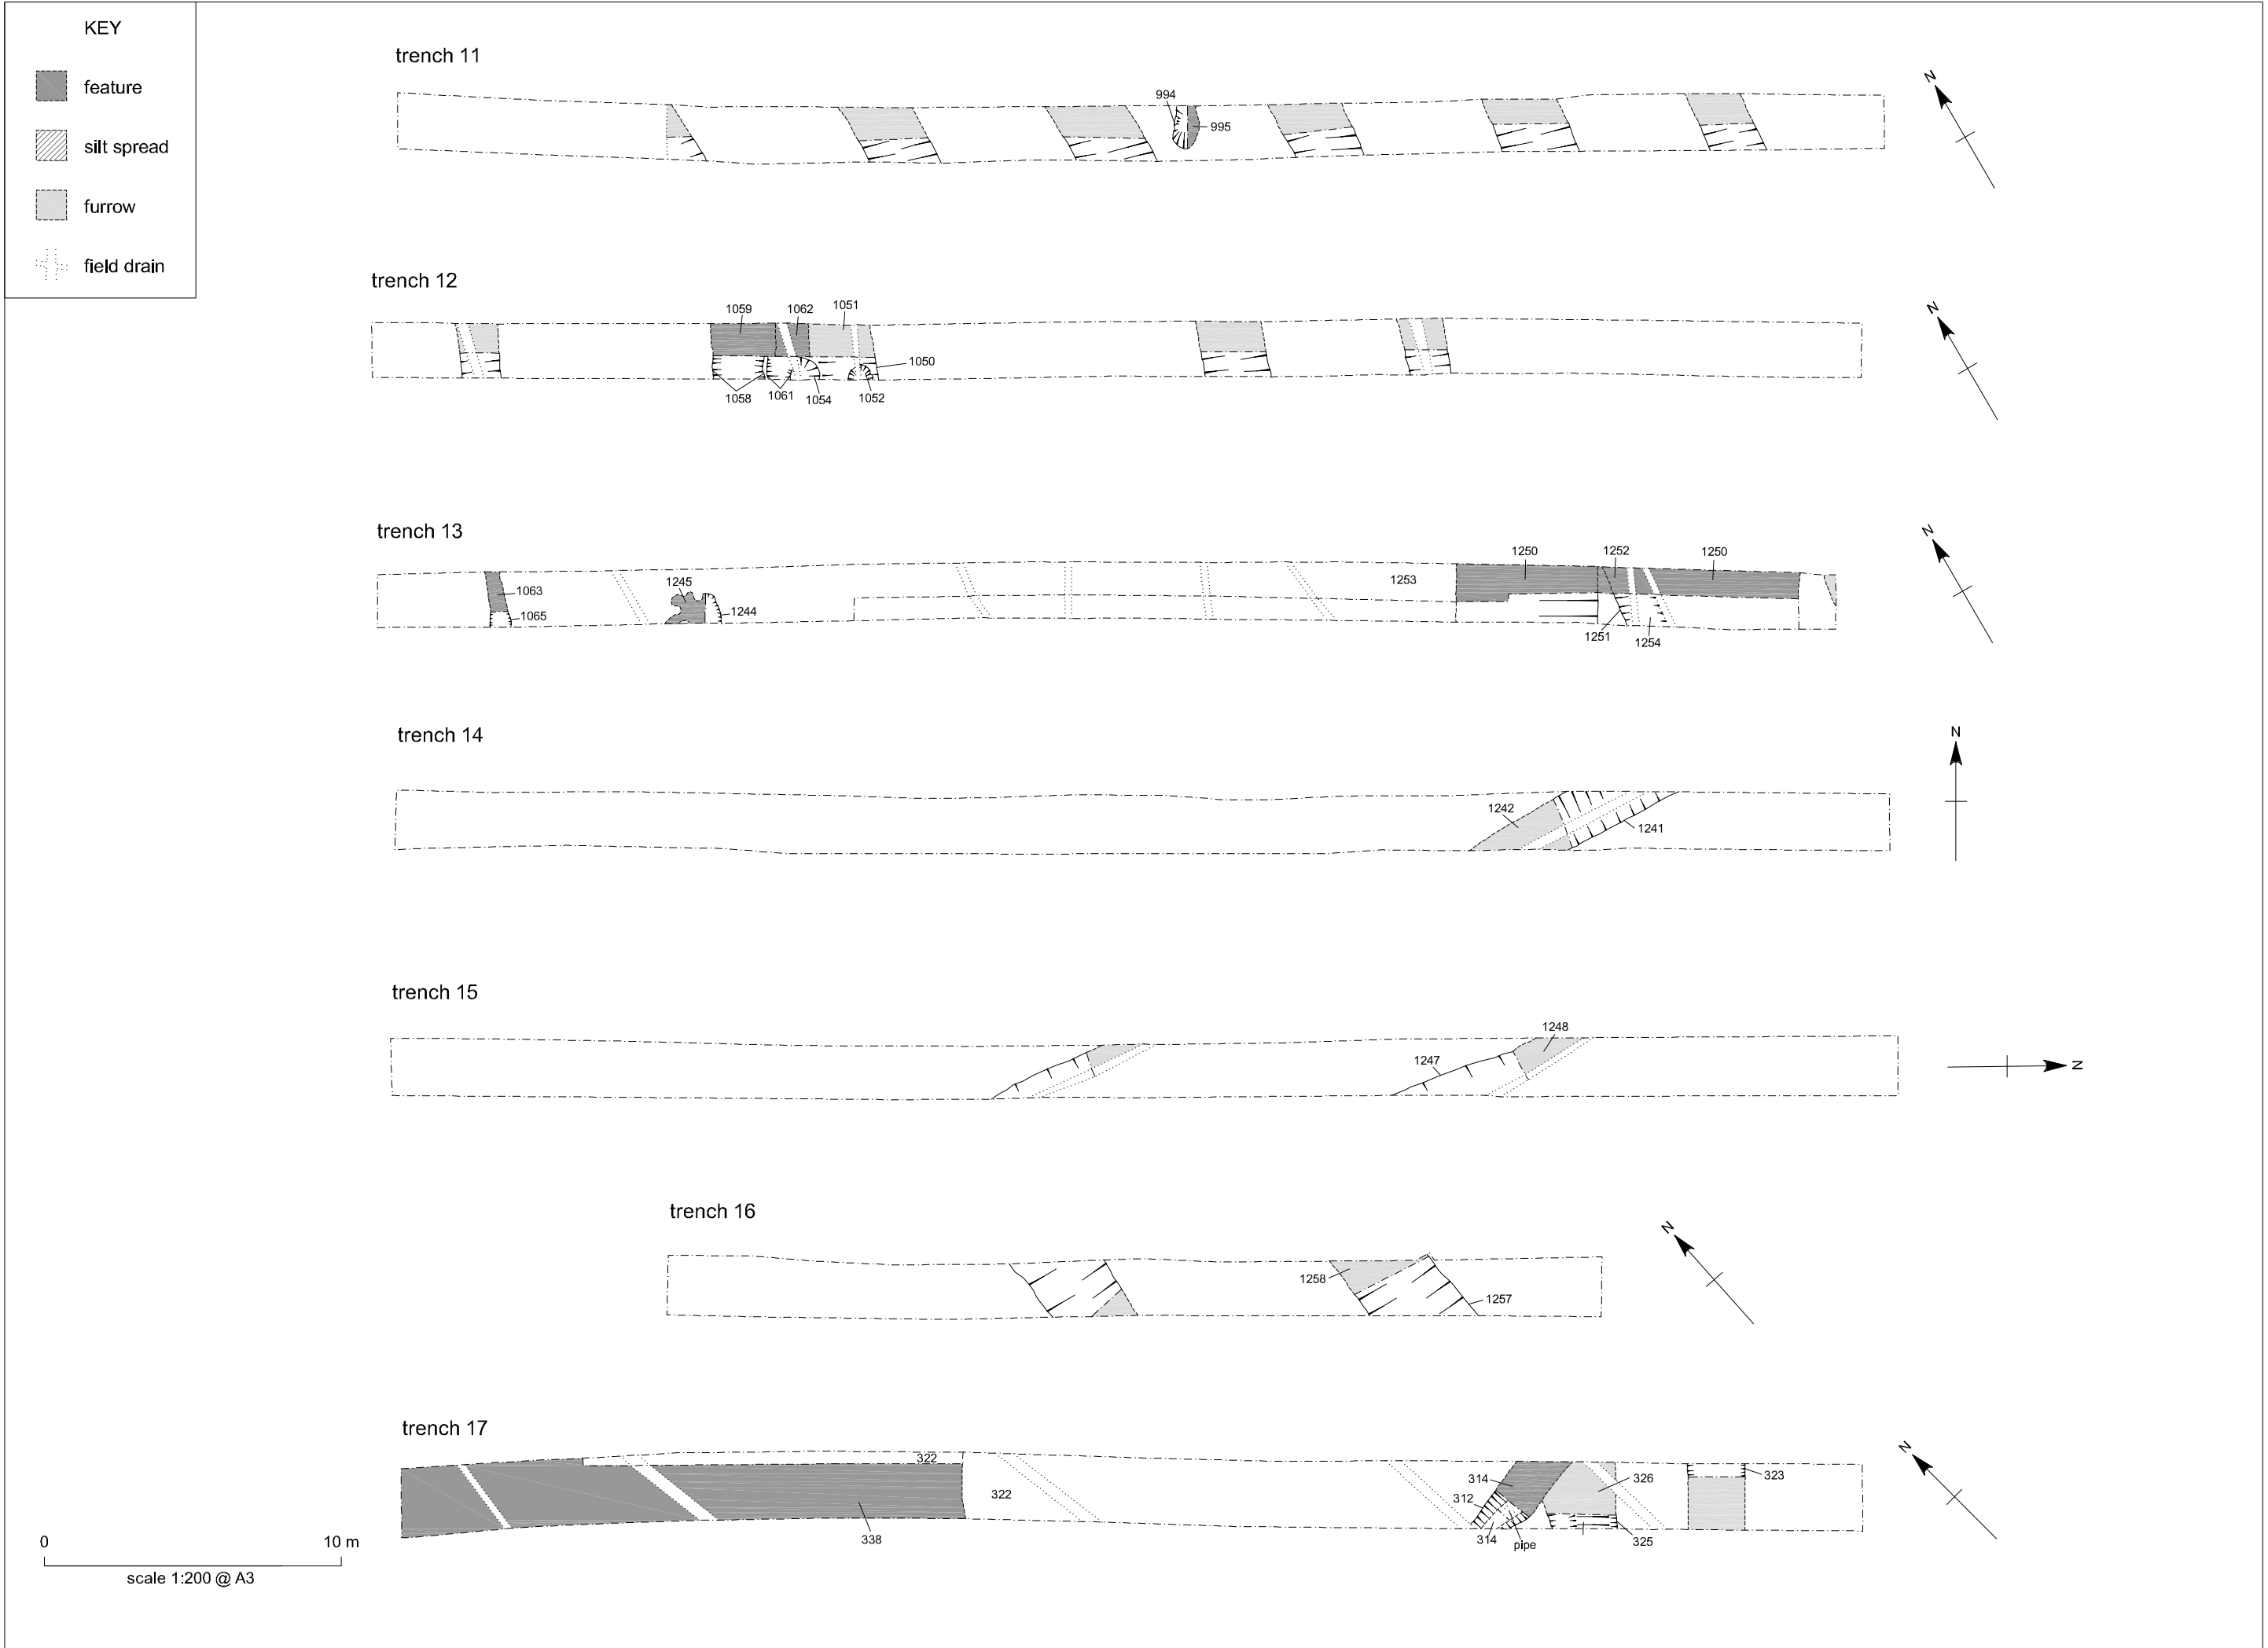 KEY
feature
silt spread
furrow
field drain
trench 11
994
995
N
trench 12
1059
1062
1051
1050
1058
1061
1054
1052
N
trench 13
1063
1065
1245
1244
1253
1250
1252
1250
1251
1254
N
trench 14
1242
1241
N
trench 15
1247
1248
N
trench 16
1258
1257
N
trench 17
322
322
338
314
312
314
pipe
326
325
323
N
0
10 m
scale 1:200 @ A3